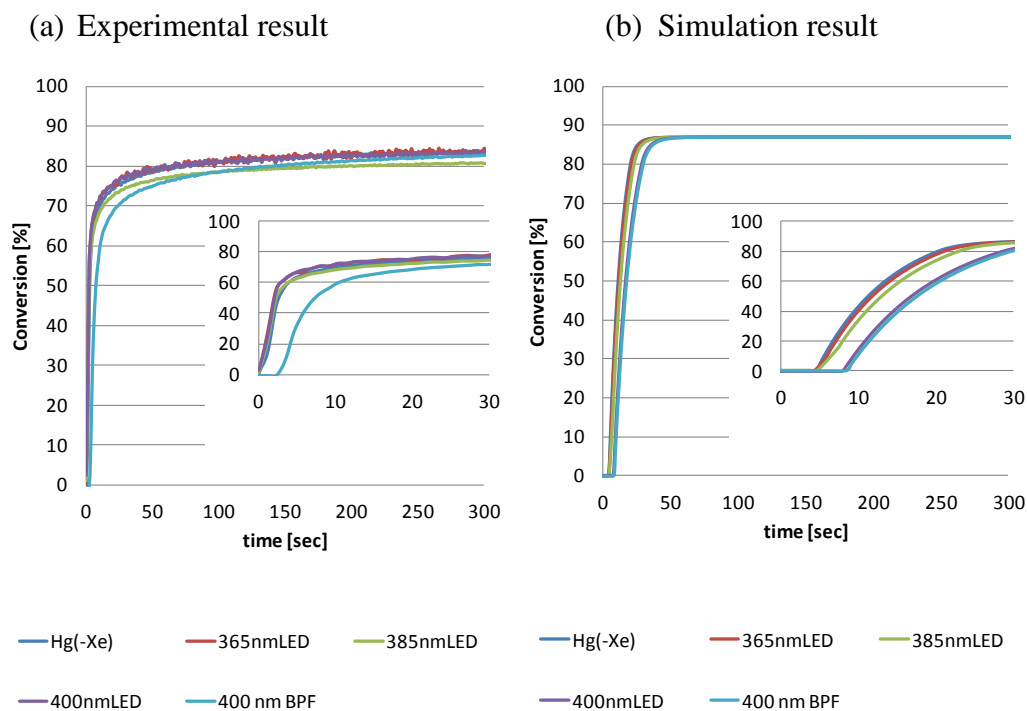 (a) Experimental result
(b) Simulation result
100
90
80
70
60
50
40
30
20
10
0
Conversion [%]
0 50 100 150 200 250 300
time [sec]
100
80
60
40
20
0
0 10 20 30
100
90
80
70
60
50
40
30
20
10
0
Conversion [%]
0 50 100 150 200 250 300
time [sec]
100
80
60
40
20
0
0 10 20 30
Hg(-Xe) 365nmLED 385nmLED
400nmLED 400 nm BPF
Hg(-Xe) 365nmLED 385nmLED
400nmLED 400 nm BPF